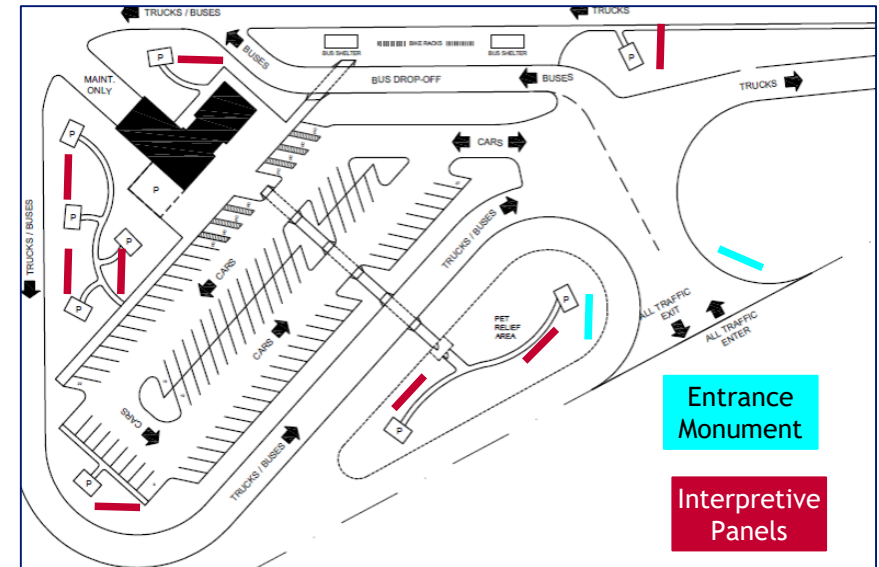 TRUCKS / BUSES
TRUCKS
BUSES
BUS SHELTER
BIKE RACKS
BUS SHELTER
P
P
MAINT.
ONLY
BUS DROP-OFF
BUSES
TRUCKS
P
CARS
P
P
P
P
TRUCKS / BUSES
TRUCKS/BUSES
CARS
CARS
CARS
P
PET
RELIEF
AREA
ALL TRAFFIC
EXIT
ALL TRAFFIC
ENTER
P
P
TRUCKS / BUSES
Entrance
Monument
Interpretive
Panels